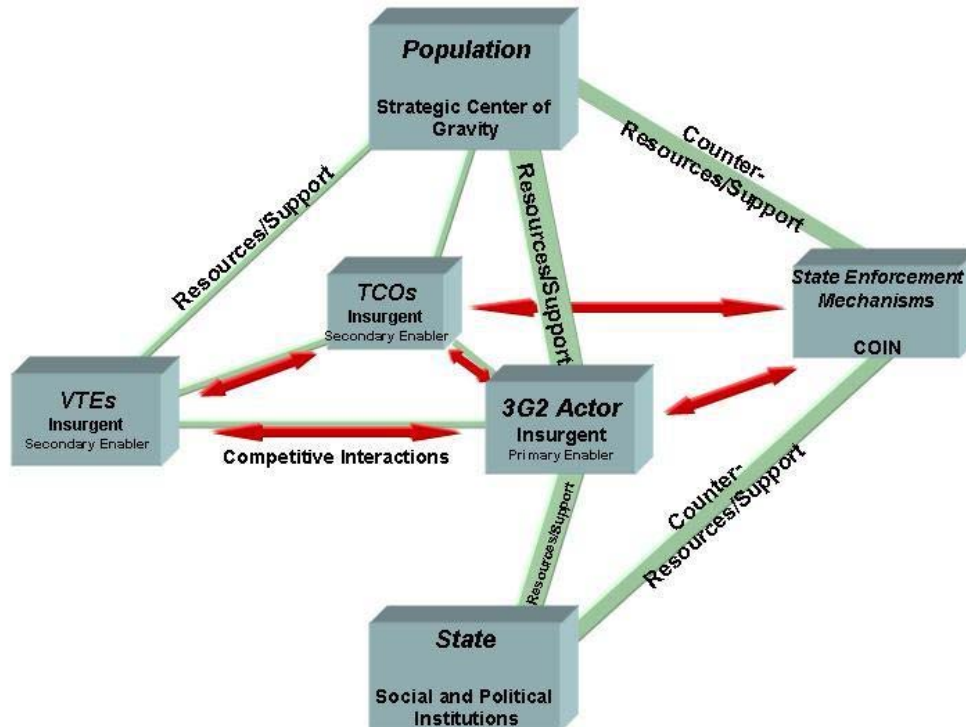 Population
Strategic Center of
Gravity
Counter-
Resources/Support
Resources/Support
Resources/Support
TCOs
Insurgent
Secondary Enabler
State Enforcement
Mechanisms
COIN
VTEs
Insurgent
Secondary Enabler
3G2 Actor
Insurgent
Primary Enabler
Competitive Interactions
Resources/Support
Counter-
Resources/Support
State
Social and Political
Institutions